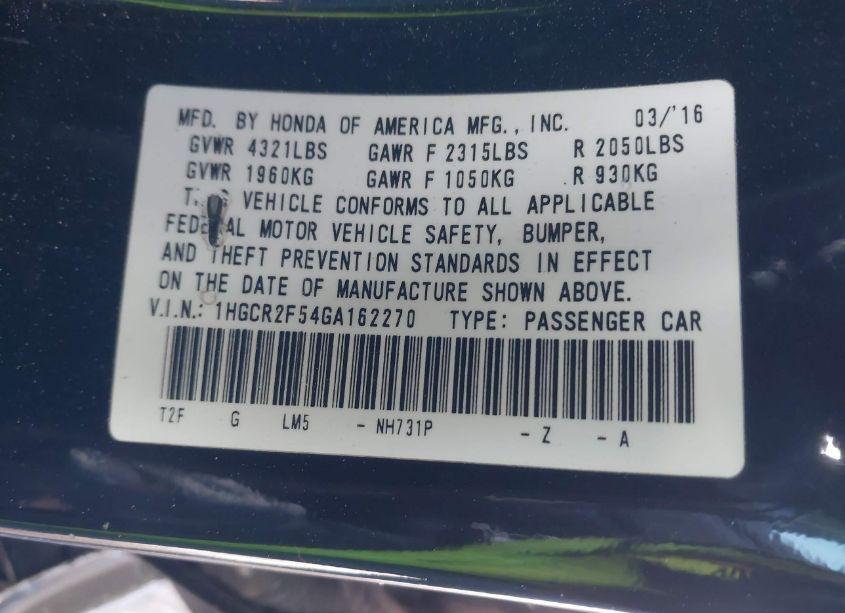 MFD. BY HONDA OF AMERICA MFG., INC. 03/'16
GVWR 4321LBS GAWR F 2315LBS R 2050LBS
GVWR 1960KG GAWR F 1050KG R 930KG
VEHICLE CONFORMS TO ALL APPLICABLE
FEDERAL MOTOR VEHICLE SAFETY, BUMPER,
AND THEFT PREVENTION STANDARDS IN EFFECT
ON THE DATE OF MANUFACTURE SHOWN ABOVE.
V.I.N.: 1HGCR2F54GA162270 TYPE: PASSENGER CAR
T2F G LM5 - NH731P - Z - A